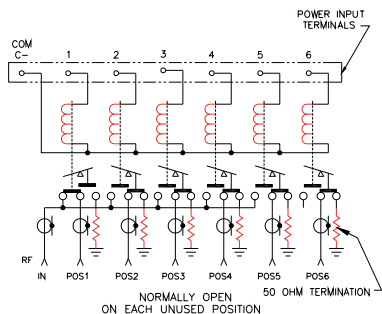 POWER INPUT
TERMINALS
COM
C-
1 2 3 4 5 6
RF
IN POS1 POS2 POS3 POS4 POS5 POS6
50 OHM TERMINATION
NORMALLY OPEN
ON EACH UNUSED POSITION